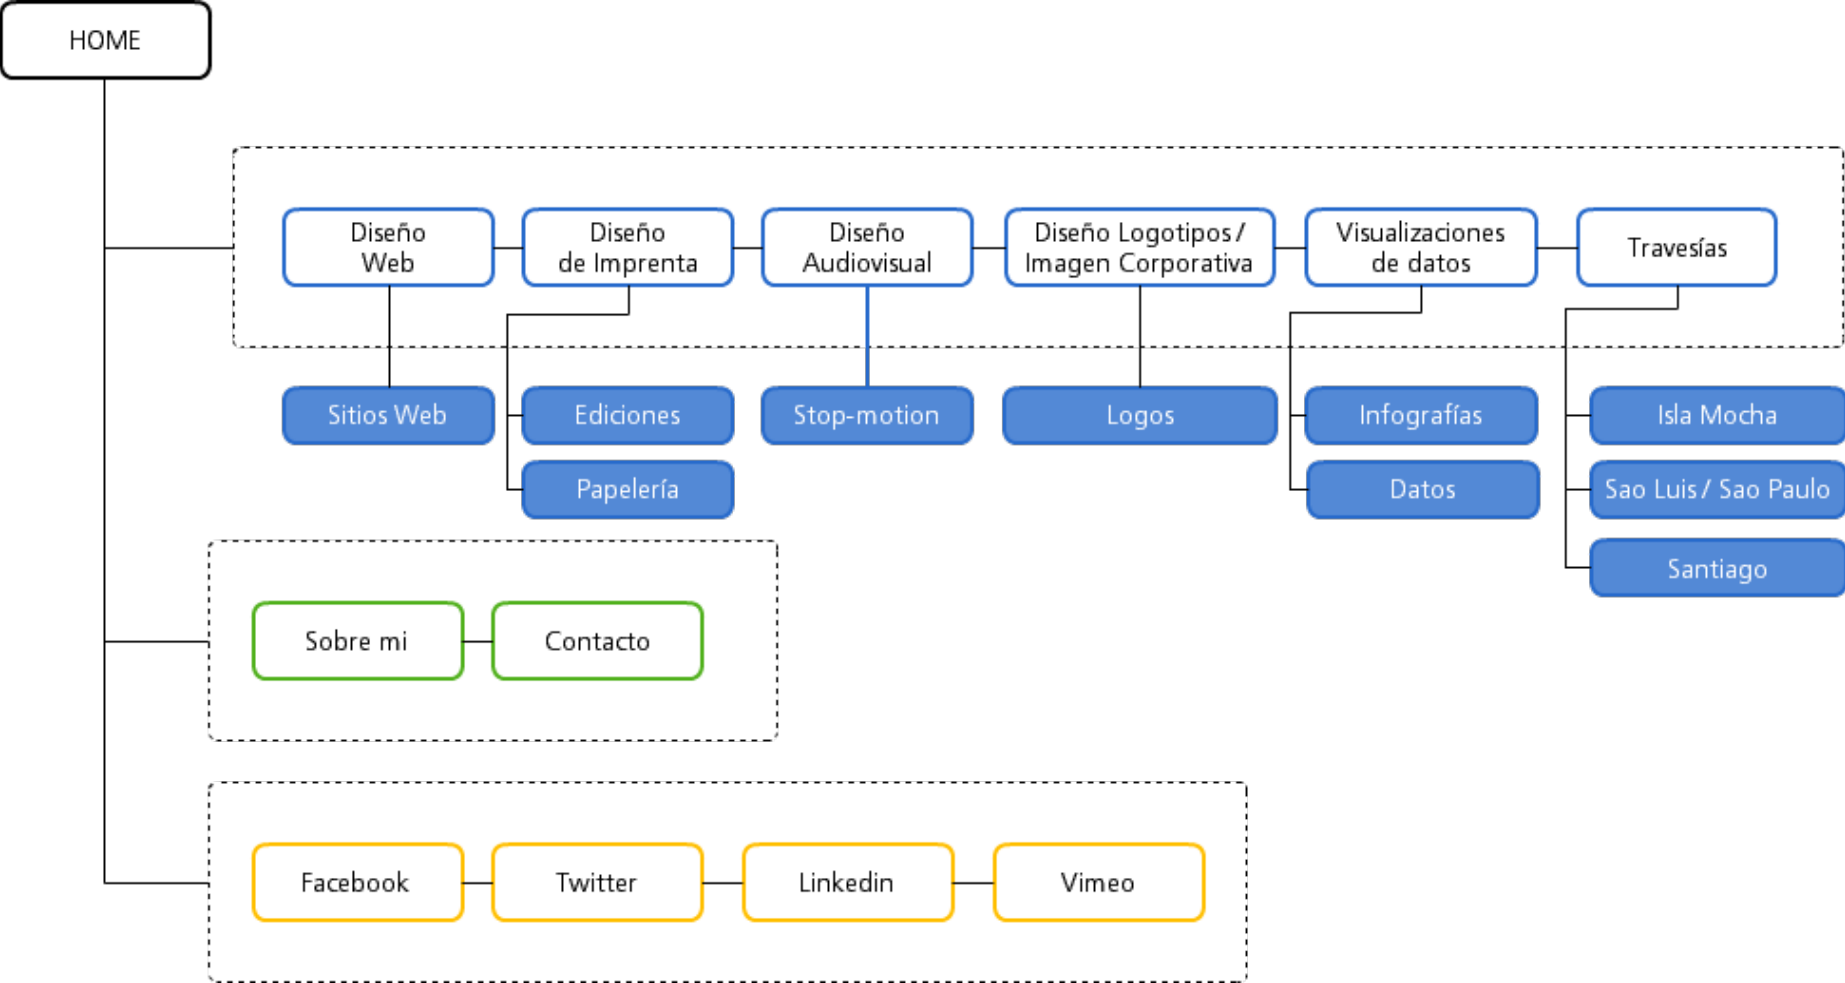 HOME
Diseño
Web
Diseño
de Imprenta
Diseño
Audiovisual
Diseño Logotipos /
Imagen Corporativa
Visualizaciones
de datos
Travesías
Sitios Web
Ediciones
Stop-motion
Logos
Infografías
Isla Mocha
Papelería
Datos
Sao Luis / Sao Paulo
Santiago
Sobre mi
Contacto
Facebook
Twitter
Linkedin
Vimeo